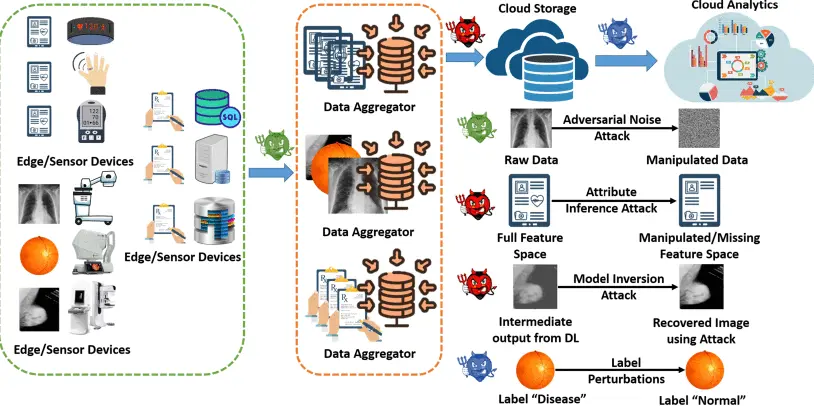 Cloud Storage
Cloud Analytics
SQL
Data Aggregator
Edge/Sensor Devices
Adversarial Noise
Attack
Raw Data
Manipulated Data
Data Aggregator
Attribute
Inference Attack
Full Feature
Space
Manipulated/Missing
Feature Space
Edge/Sensor Devices
Model Inversion
Attack
Intermediate
output from DL
Recovered Image
using Attack
Edge/Sensor Devices
Data Aggregator
Label
Perturbations
Label “Disease”
Label “Normal”